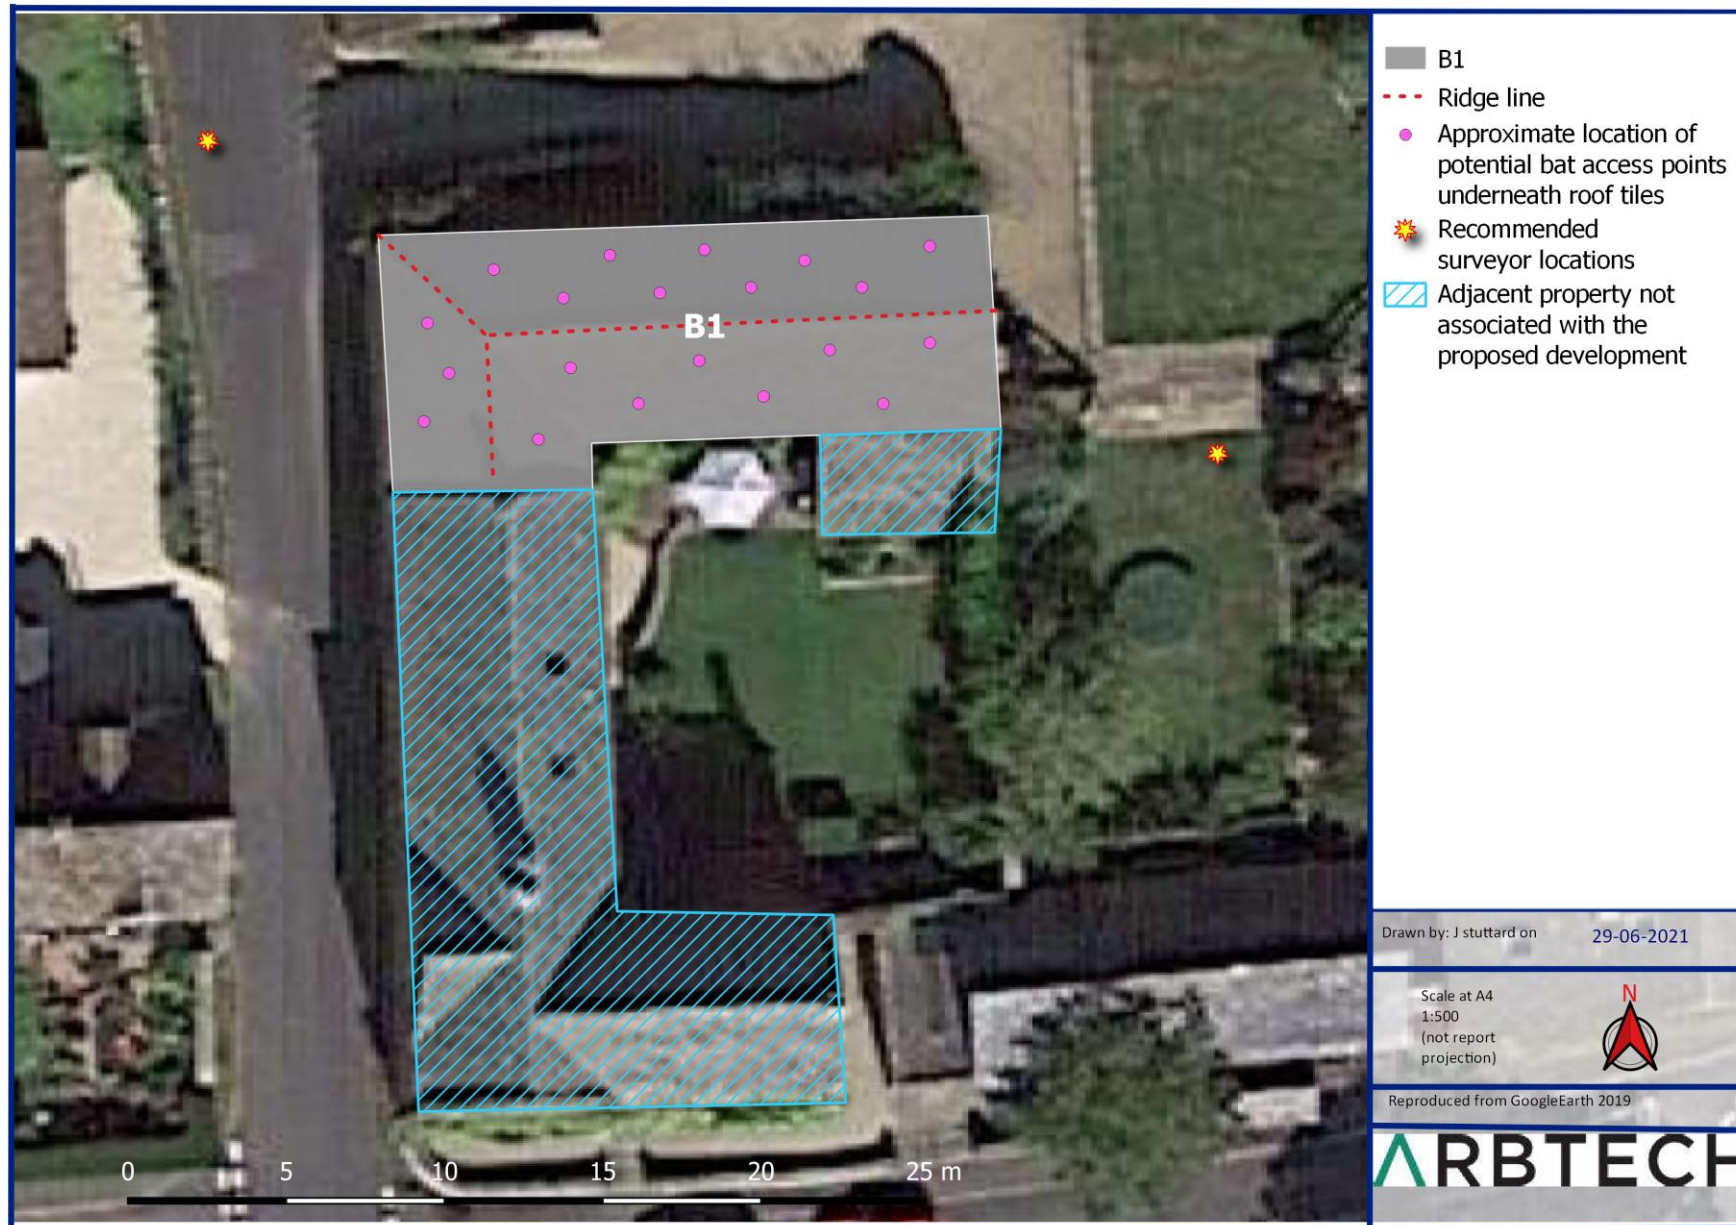 B1
Ridge line
Approximate location of
potential bat access points
underneath roof tiles
Recommended
surveyor locations
Adjacent property not
associated with the
proposed development
B1
0 5 10 15 20 25 m
Drawn by: J stuttard on 29-06-2021
Scale at A4
1:500
(not report
projection)
N
Reproduced from GoogleEarth 2019
ARBTECH